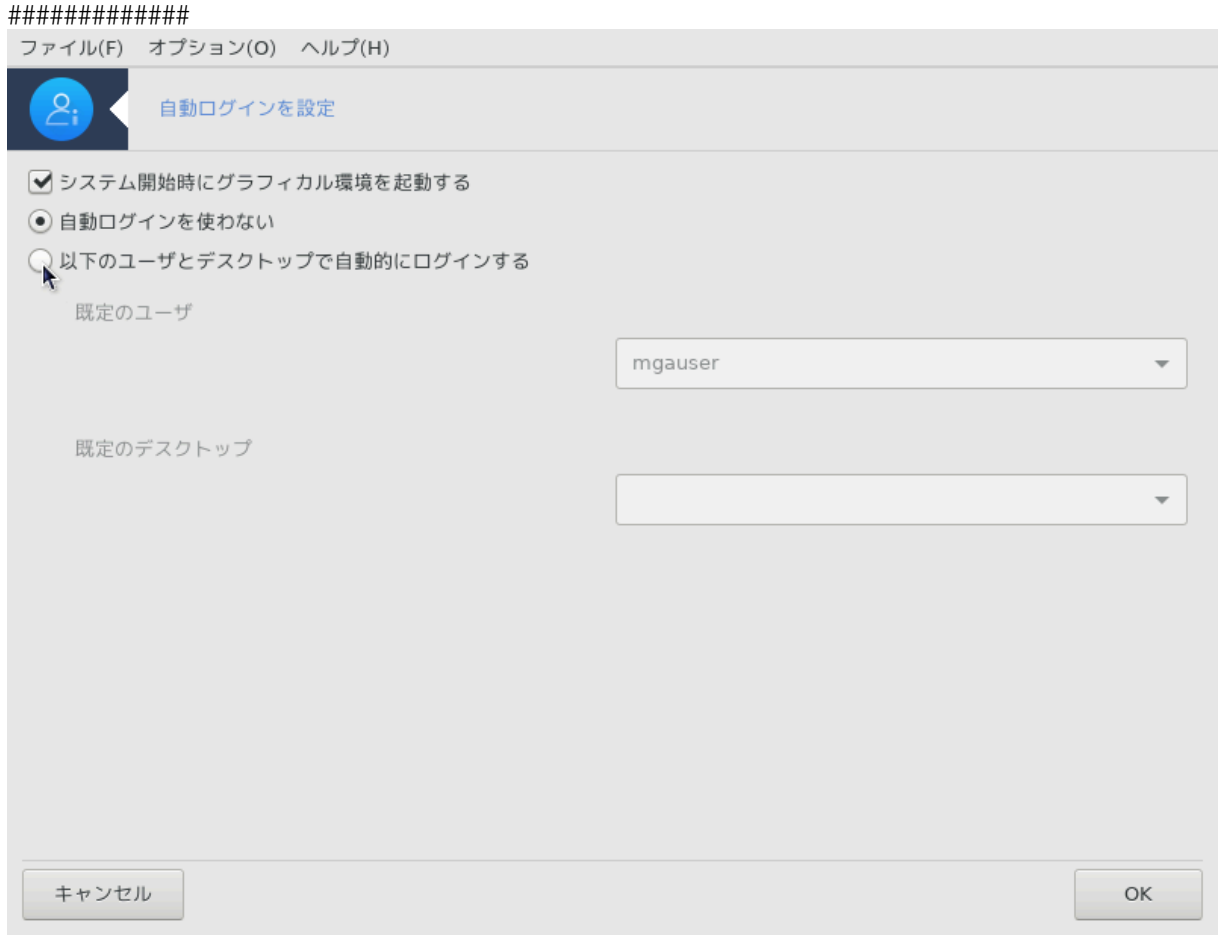 #############
ファイル(F) オプション(O) ヘルプ(H)
自動ログインを設定
システム開始時にグラフィカル環境を起動する
自動ログインを使わない
以下のユーザとデスクトップで自動的にログインする
既定のユーザ
mgauser
既定のデスクトップ
キャンセル OK